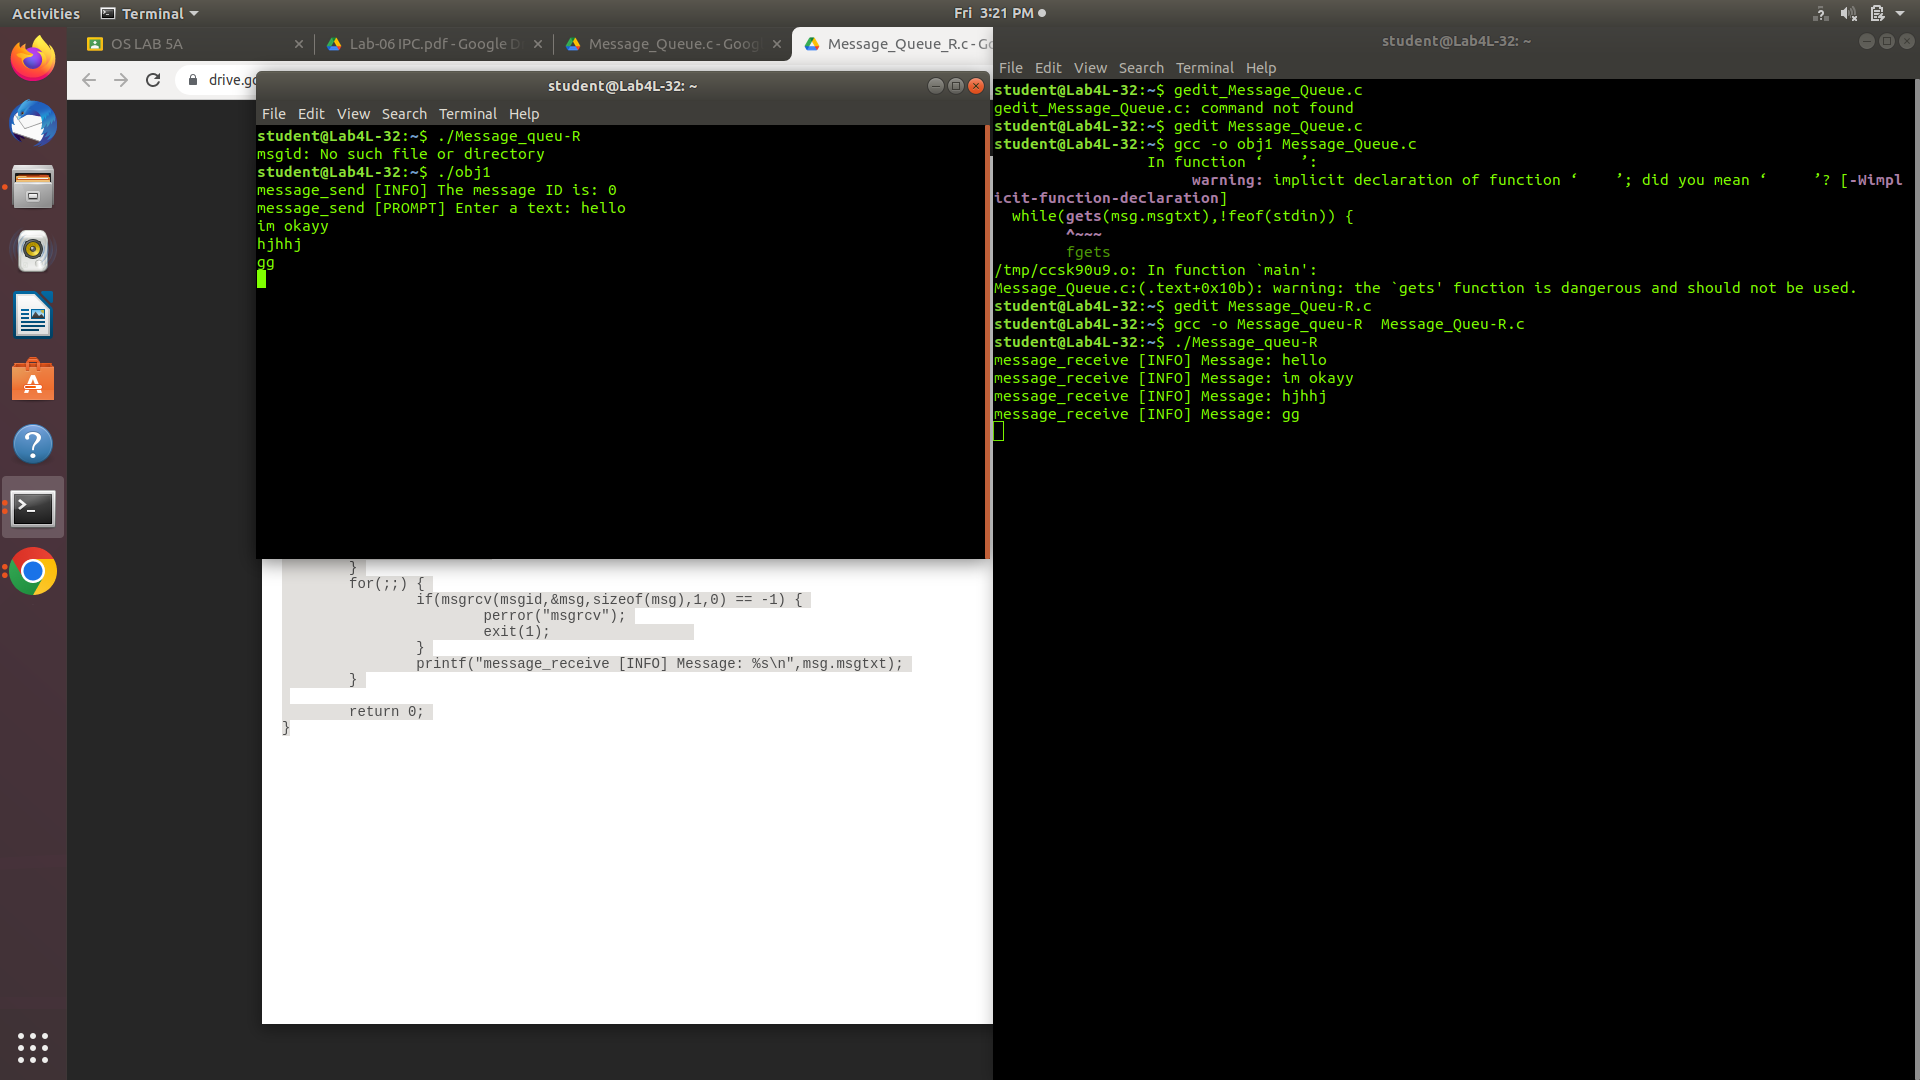 Activities
Terminal
Fri 3:21 PM
OS LAB 5A
Lab-06 IPC.pdf - Google D
Message_Queue.c - Goog
Message_Queue_R.c - Go
drive.go
student@Lab4L-32: ~
File Edit View Search Terminal Help
student@Lab4L-32:~$ ./Message_queu-R
msgid: No such file or directory
student@Lab4L-32:~$ ./obj1
message_send [INFO] The message ID is: 0
message_send [PROMPT] Enter a text: hello
im okayy
hjhhj
gg
}
for(;;) {
if(msgrcv(msgid,&msg,sizeof(msg),1,0) == -1) {
perror("msgrcv");
exit(1);
}
printf("message_receive [INFO] Message: %s\n",msg.msgtxt);
}
return 0;
}
student@Lab4L-32: ~
File Edit View Search Terminal Help
student@Lab4L-32:~$ gedit_Message_Queue.c
gedit_Message_Queue.c: command not found
student@Lab4L-32:~$ gedit Message_Queue.c
student@Lab4L-32:~$ gcc -o obj1 Message_Queue.c
In function ‘ ’:
warning: implicit declaration of function ‘ ’; did you mean ‘ ’? [-Wimpl
icit-function-declaration]
while(gets(msg.msgtxt),!feof(stdin)) {
^~~~
fgets
/tmp/ccsk90u9.o: In function `main':
Message_Queue.c:(.text+0x10b): warning: the `gets' function is dangerous and should not be used.
student@Lab4L-32:~$ gedit Message_Queu-R.c
student@Lab4L-32:~$ gcc -o Message_queu-R  Message_Queu-R.c
student@Lab4L-32:~$ ./Message_queu-R
message_receive [INFO] Message: hello
message_receive [INFO] Message: im okayy
message_receive [INFO] Message: hjhhj
message_receive [INFO] Message: gg